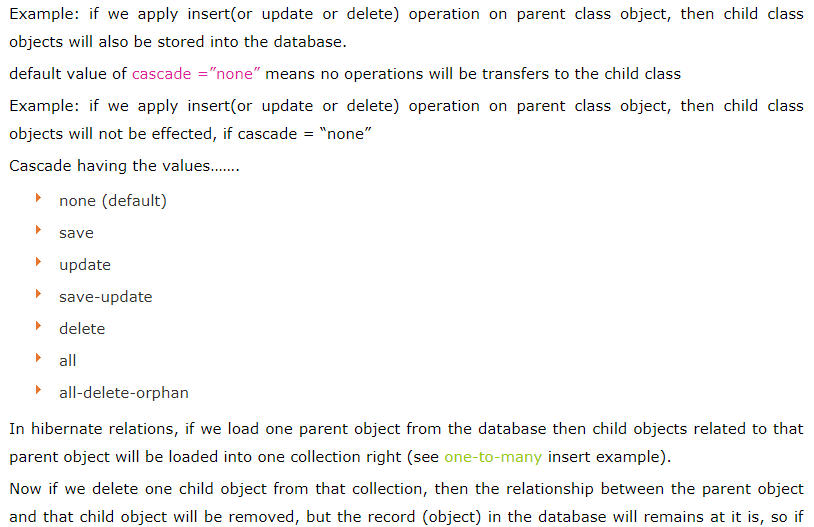 Example: if we apply insert(or update or delete) operation on parent class object, then child class
objects will also be stored into the database.
default value of cascade =”none” means no operations will be transfers to the child class
Example: if we apply insert(or update or delete) operation on parent class object, then child class
objects will not be effected, if cascade = “none”
Cascade having the values…….
none (default)
save
update
save-update
delete
all
all-delete-orphan
In hibernate relations, if we load one parent object from the database then child objects related to that
parent object will be loaded into one collection right (see one-to-many insert example).
Now if we delete one child object from that collection, then the relationship between the parent object
and that child object will be removed, but the record (object) in the database will remains at it is, so if